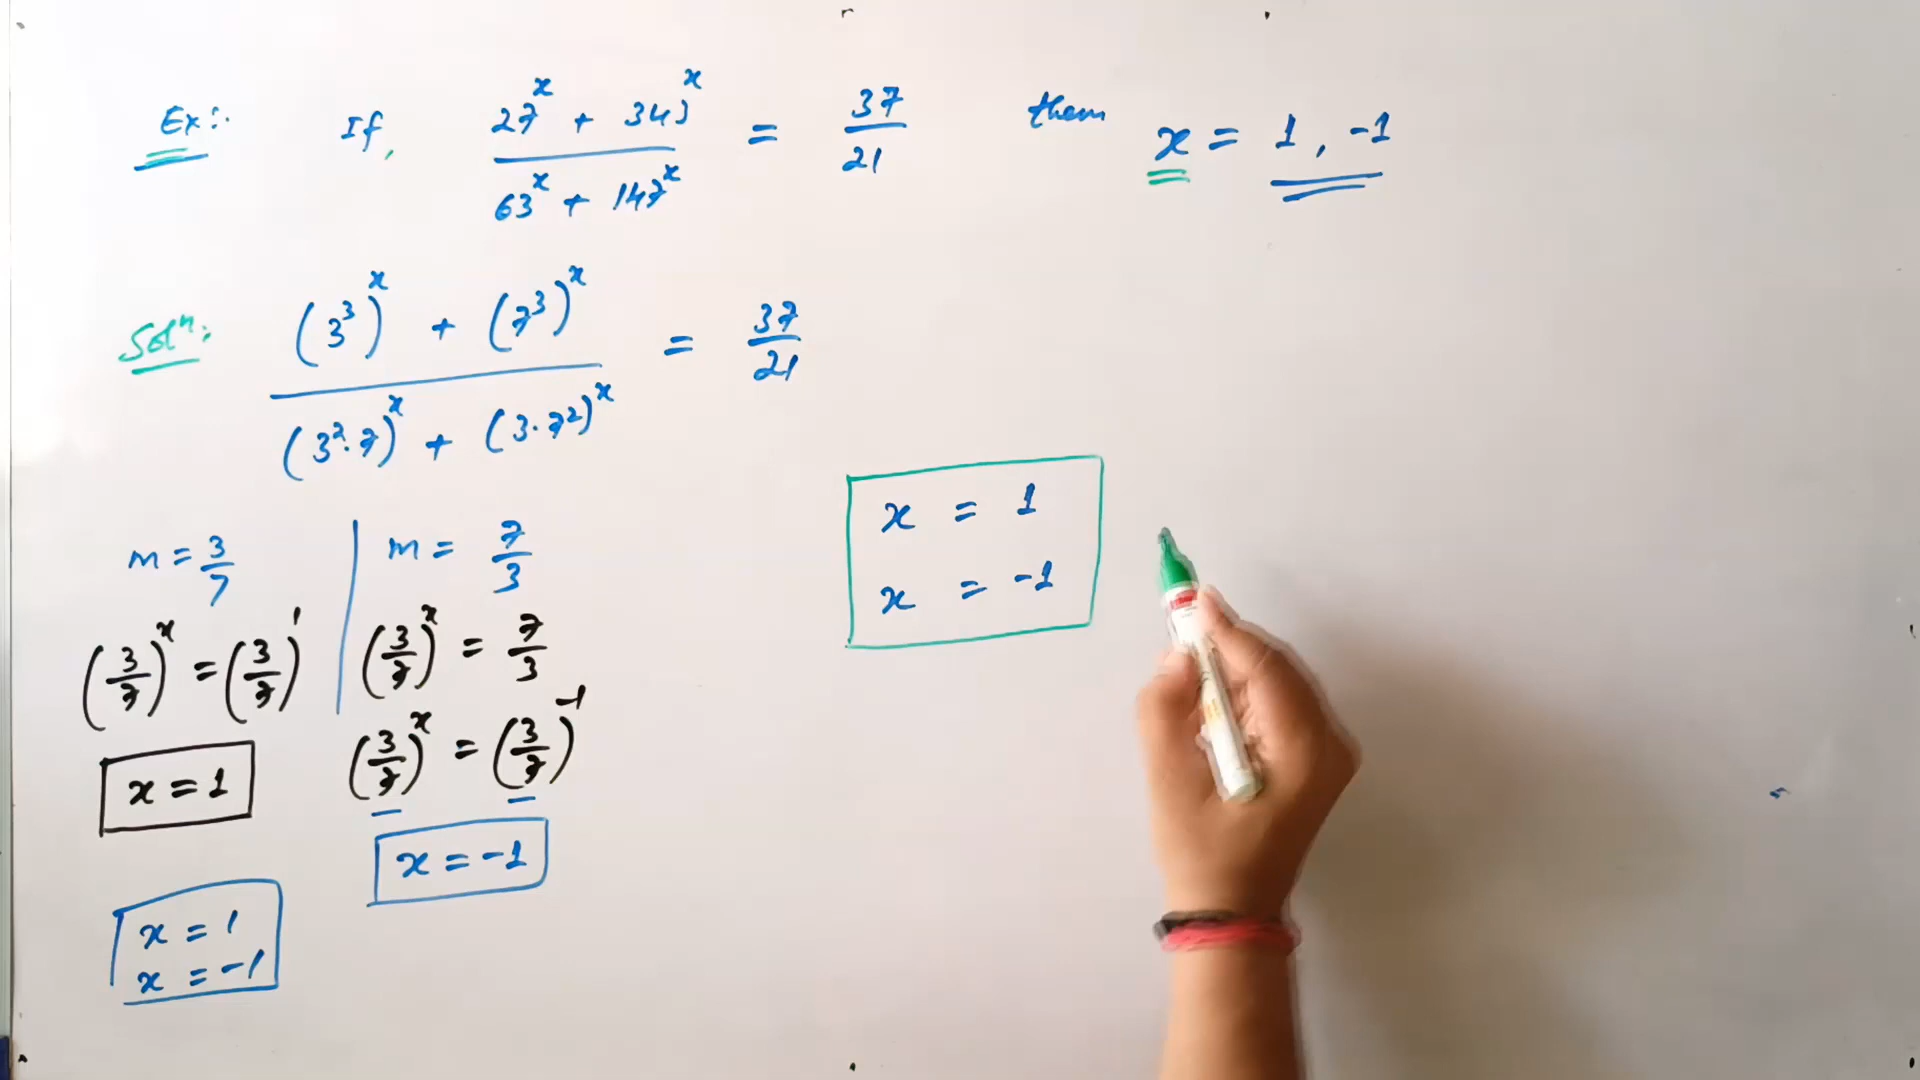 Ex:. If, (27^x + 343^x)/(63^x + 147^x) = 37/21 then x = 1, -1
Solⁿ: ((3^3)^x + (7^3)^x)/((3^2·7)^x + (3·7^2)^x) = 37/21
m = 3/7
(3/7)^x = (3/7)^1
x = 1
m = 7/3
(3/7)^x = 7/3
(3/7)^x = (3/7)^-1
x = -1
x = 1
x = -1
x = 1
x = -1